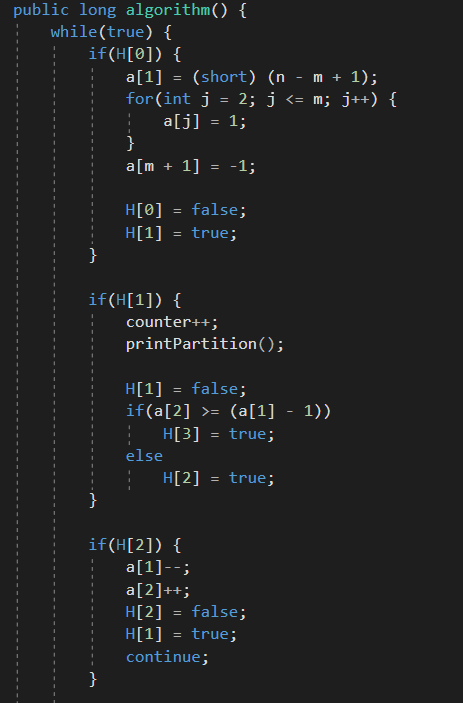 public long algorithm() {
while(true) {
if(H[0]) {
a[1] = (short) (n - m + 1);
for(int j = 2; j <= m; j++) {
a[j] = 1;
}
a[m + 1] = -1;
H[0] = false;
H[1] = true;
}
if(H[1]) {
counter++;
printPartition();
H[1] = false;
if(a[2] >= (a[1] - 1))
H[3] = true;
else
H[2] = true;
}
if(H[2]) {
a[1]--;
a[2]++;
H[2] = false;
H[1] = true;
continue;
}